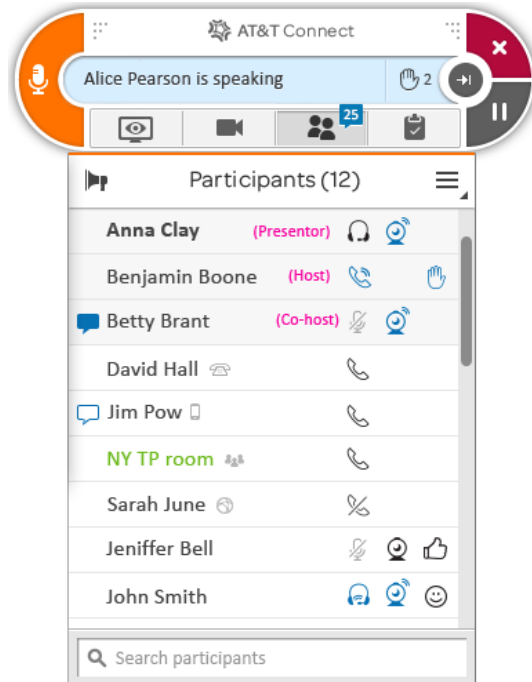 AT&T Connect
Alice Pearson is speaking 2
25
Participants (12)
Anna Clay (Presentor)
Benjamin Boone (Host)
Betty Brant (Co-host)
David Hall
Jim Pow
NY TP room
Sarah June
Jeniffer Bell
John Smith
Search participants